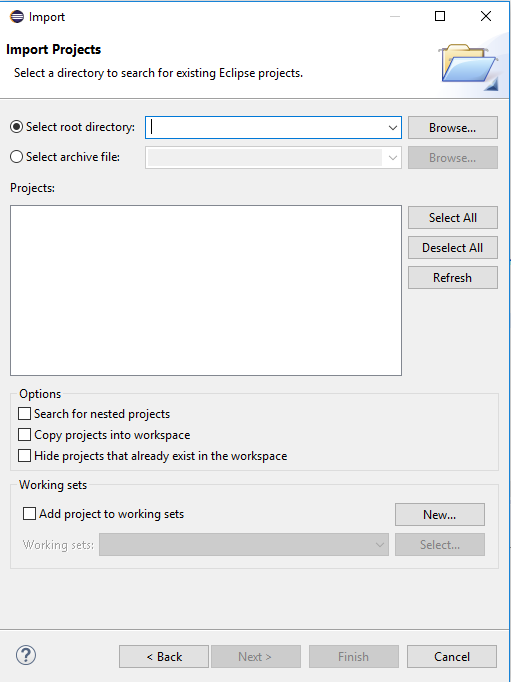 Import
Import Projects
Select a directory to search for existing Eclipse projects.
Select root directory:
Browse...
Select archive file:
Browse...
Projects:
Select All
Deselect All
Refresh
Options
Search for nested projects
Copy projects into workspace
Hide projects that already exist in the workspace
Working sets
Add project to working sets
New...
Working sets:
Select...
?
< Back
Next >
Finish
Cancel